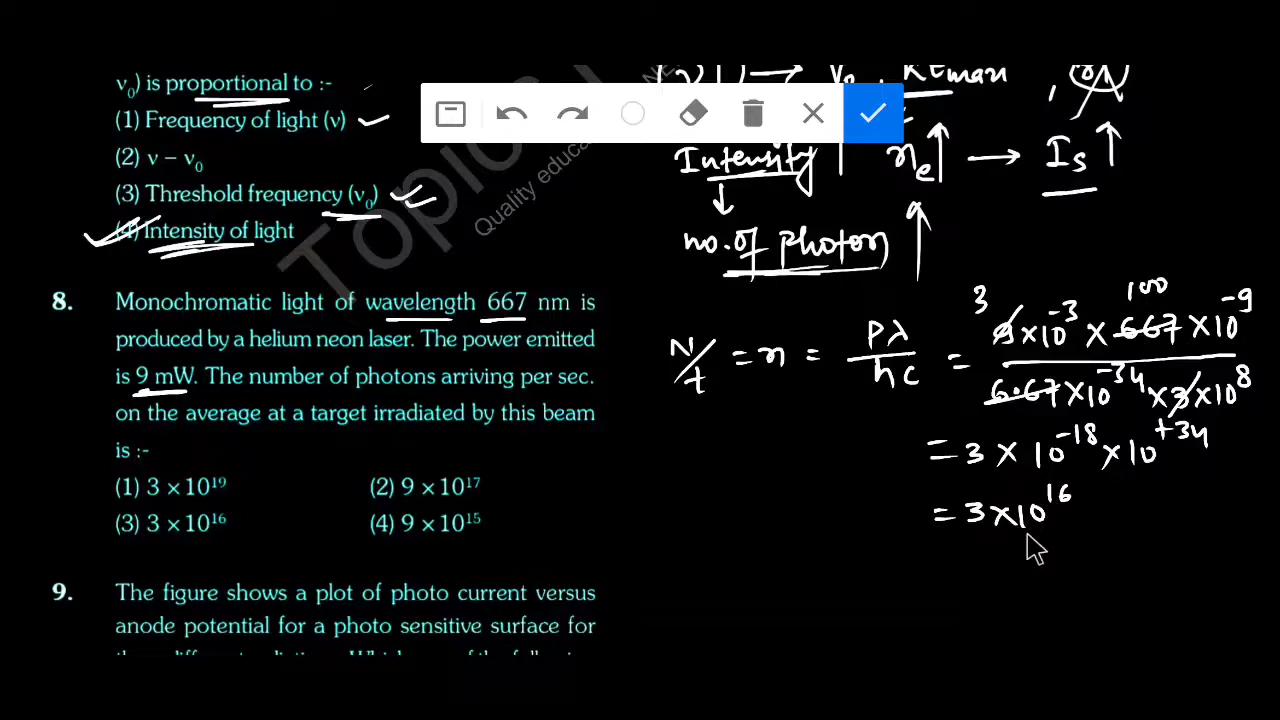 ν₀) is proportional to :-
(1) Frequency of light (ν)
(2) ν – ν₀
(3) Threshold frequency (ν₀)
(4) Intensity of light
8. Monochromatic light of wavelength 667 nm is
produced by a helium neon laser. The power emitted
is 9 mW. The number of photons arriving per sec.
on the average at a target irradiated by this beam
is :-
(1) 3 × 10¹⁹ (2) 9 × 10¹⁷
(3) 3 × 10¹⁶ (4) 9 × 10¹⁵
9. The figure shows a plot of photo current versus
anode potential for a photo sensitive surface for
Quality educa
KEmax
Intensity ↑ ne ↑ → Is ↑
↓
no. of photon ↑
3 100
N/t = n = Pλ/hc = 9×10⁻³ × 667 ×10⁻⁹ / 6.67×10⁻³⁴ ×3×10⁸
= 3 × 10⁻¹⁸ ×10⁺³⁴
= 3 ×10¹⁶